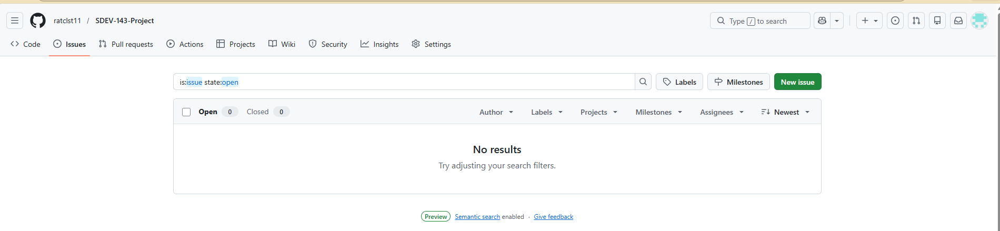 ratclst11 / SDEV-143-Project
Type / to search
Code Issues Pull requests Actions Projects Wiki Security Insights Settings
is:issue state:open
Labels Milestones New issue
Open 0 Closed 0 Author Labels Projects Milestones Assignees Newest
No results
Try adjusting your search filters.
Preview Semantic search enabled · Give feedback